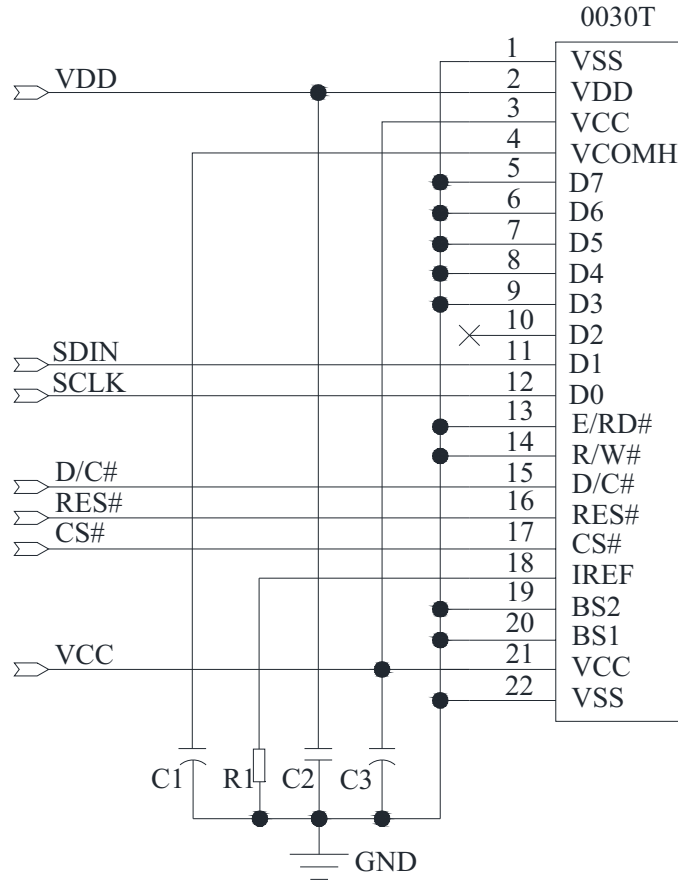 0030T
1 VSS
VDD 2 VDD
3 VCC
4 VCOMH
5 D7
6 D6
7 D5
8 D4
9 D3
10 D2
SDIN 11 D1
SCLK 12 D0
13 E/RD#
14 R/W#
D/C# 15 D/C#
RES# 16 RES#
CS# 17 CS#
18 IREF
19 BS2
20 BS1
VCC 21 VCC
22 VSS
C1 R1 C2 C3
GND